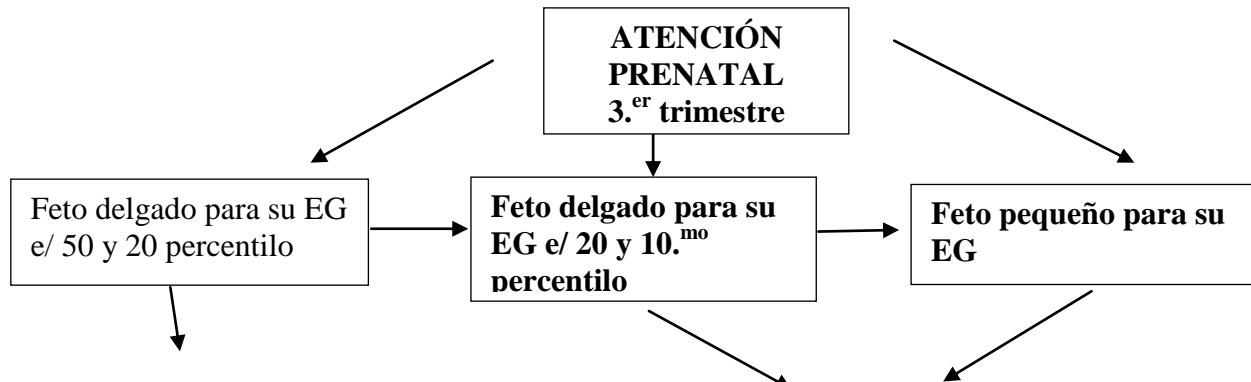 ATENCIÓN
PRENATAL
3.er trimestre
Feto delgado para su EG
e/ 50 y 20 percentilo
Feto delgado para su
EG e/ 20 y 10.mo
percentilo
Feto pequeño para su
EG